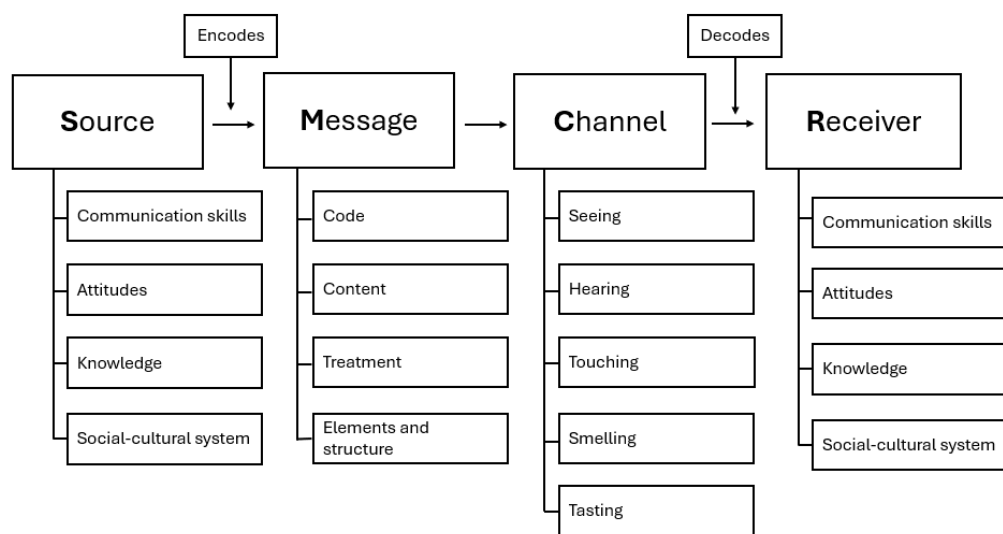 Encodes
Decodes
Source
Message
Channel
Receiver
Communication skills
Attitudes
Knowledge
Social-cultural system
Code
Content
Treatment
Elements and
structure
Seeing
Hearing
Touching
Smelling
Tasting
Communication skills
Attitudes
Knowledge
Social-cultural system